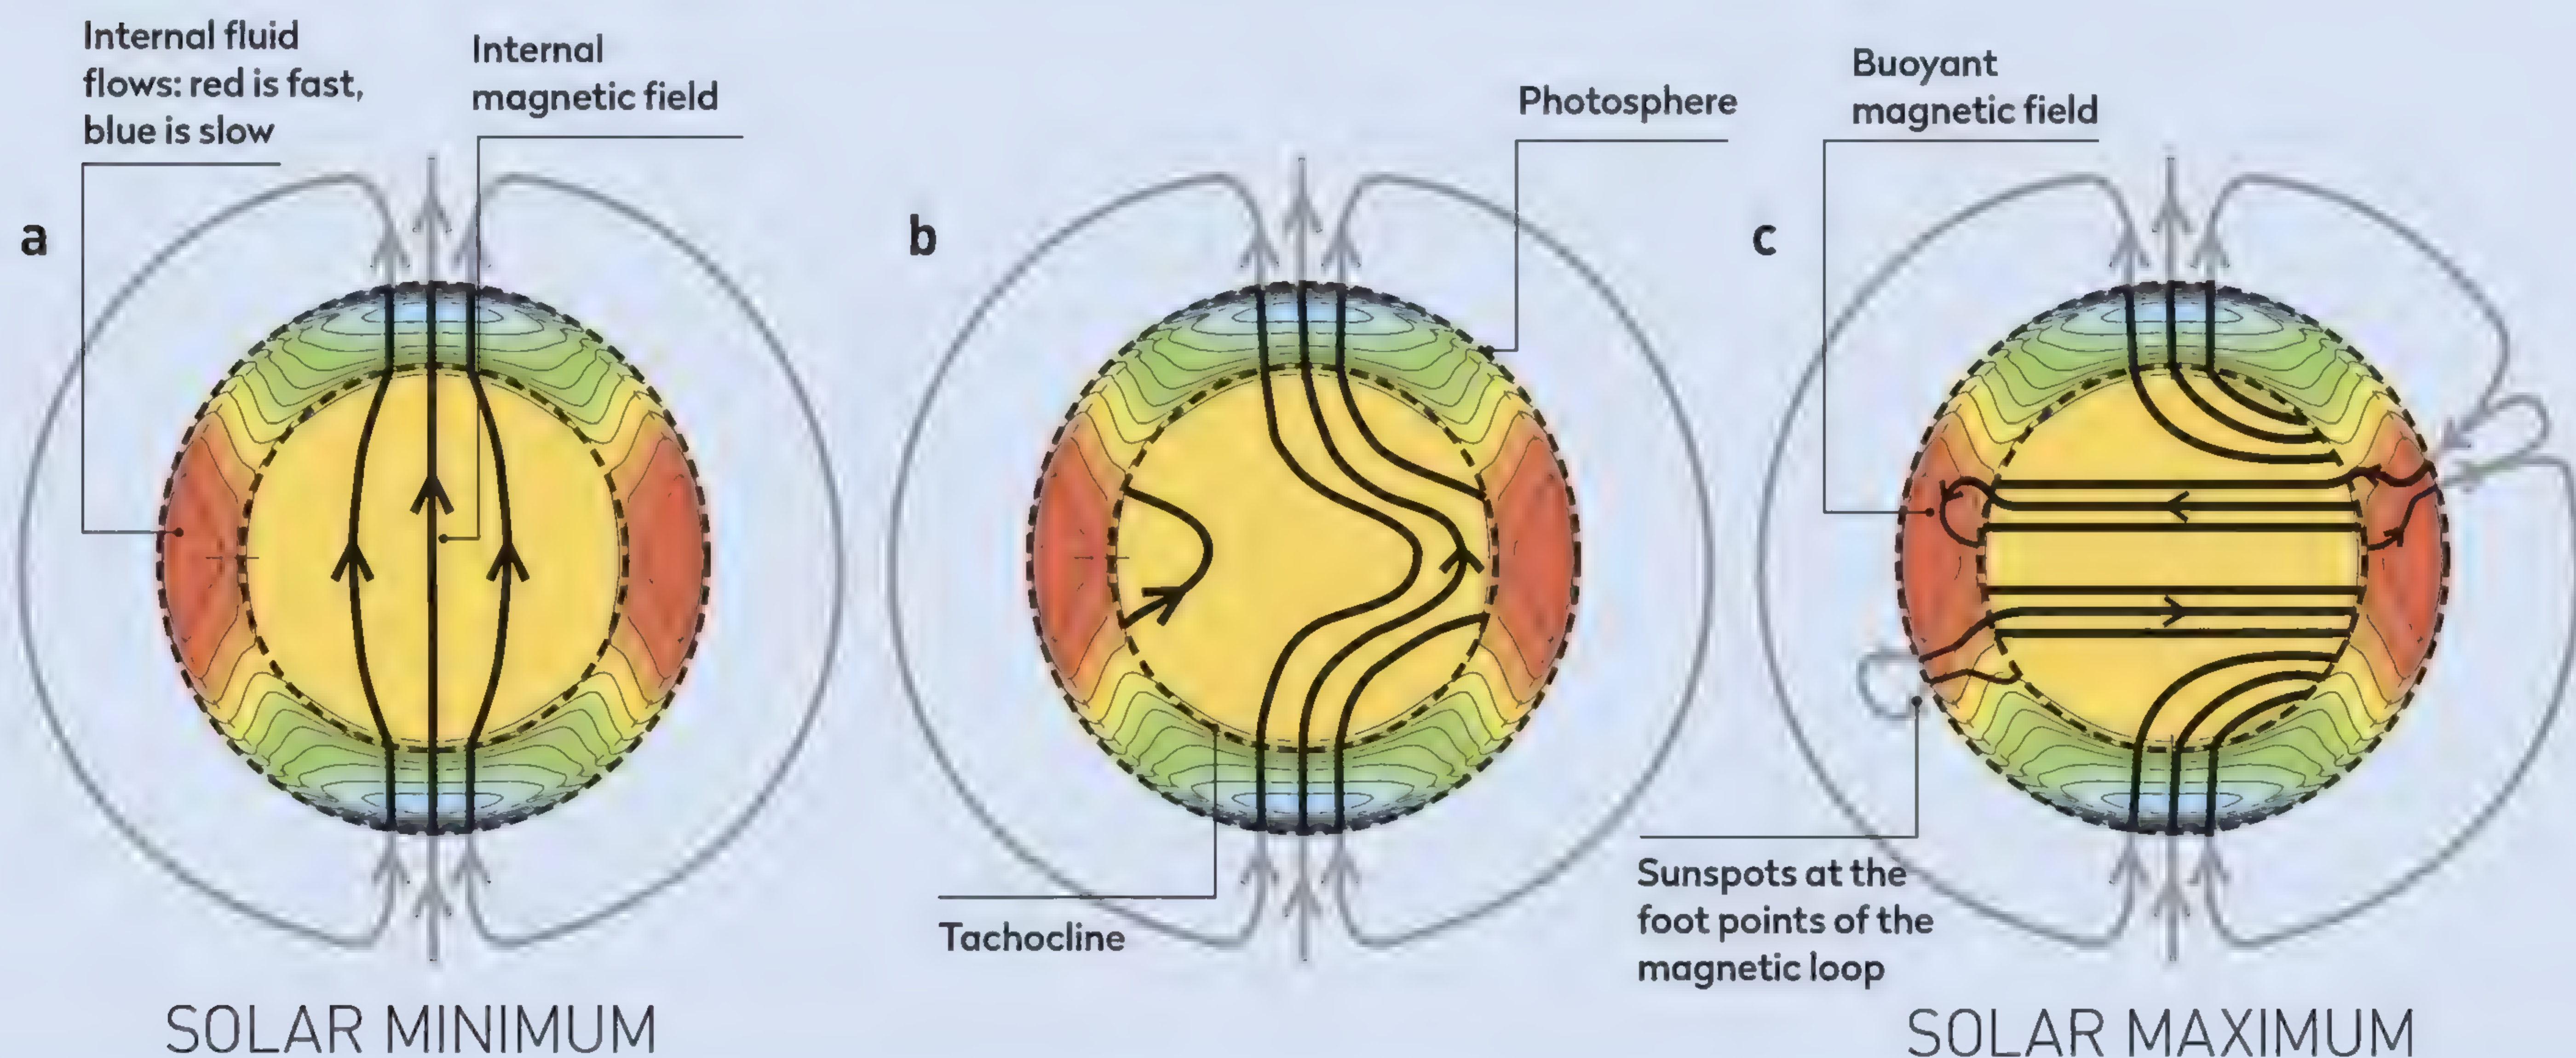 Internal fluid
flows: red is fast,
blue is slow
Internal
magnetic field
Photosphere
Buoyant
magnetic field
a
b
c
Tachocline
Sunspots at the
foot points of the
magnetic loop
SOLAR MINIMUM
SOLAR MAXIMUM